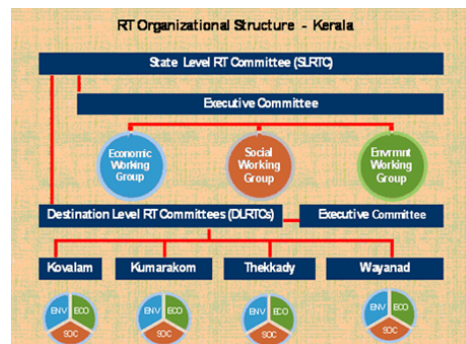 RT Organizational Structure - Kerala
State Level RT Committee (SLRTC)
Executive Committee
Economic
Working
Group
Social
Working
Group
Envrmnt
Working
Group
Destination Level RT Committees (DLRTCs)
Executive Committee
Kovalam
Kumarakom
Thekkady
Wayanad
ENV
ECO
SOC
ENV
ECO
SOC
ENV
ECO
SOC
ENV
ECO
SOC